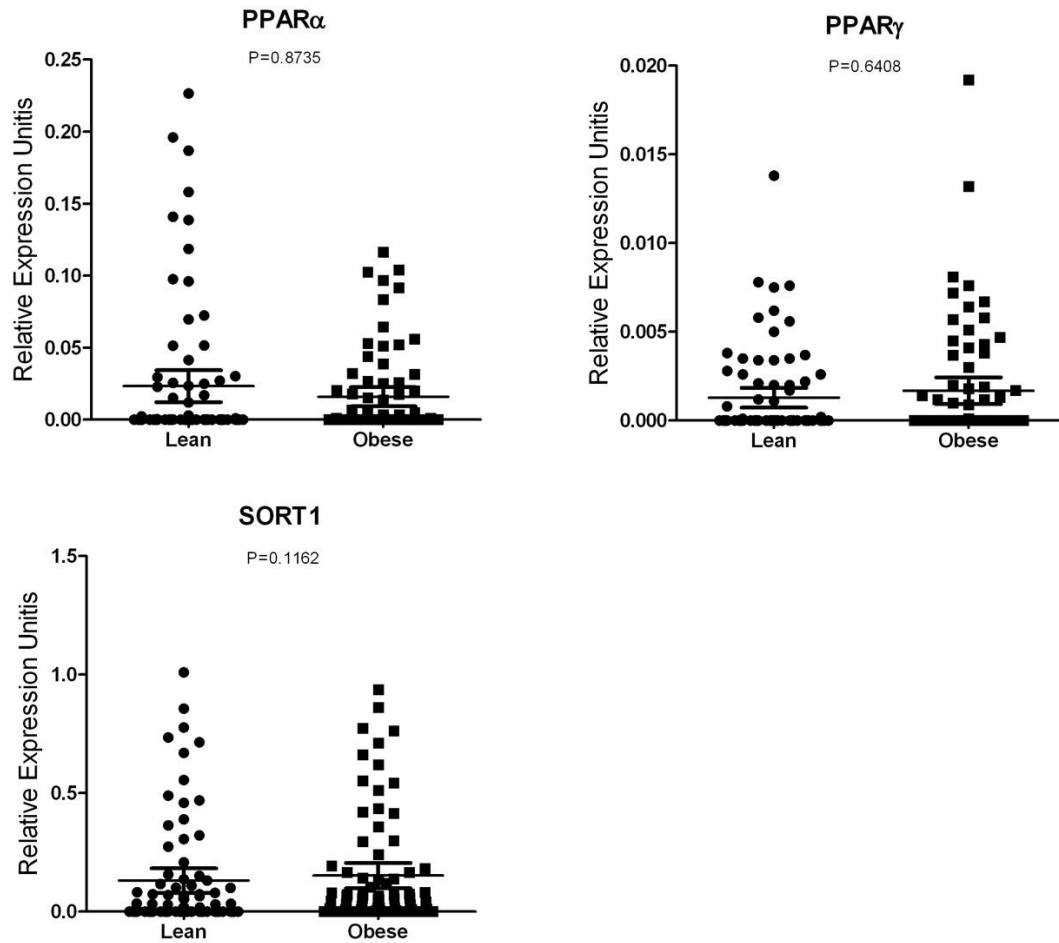 PPARα
P=0.8735
Relative Expression Unitis
0.25
0.20
0.15
0.10
0.05
0.00
Lean Obese
PPARγ
P=0.6408
Relative Expression Unitis
0.020
0.015
0.010
0.005
0.000
Lean Obese
SORT1
P=0.1162
Relative Expression Unitis
1.5
1.0
0.5
0.0
Lean Obese